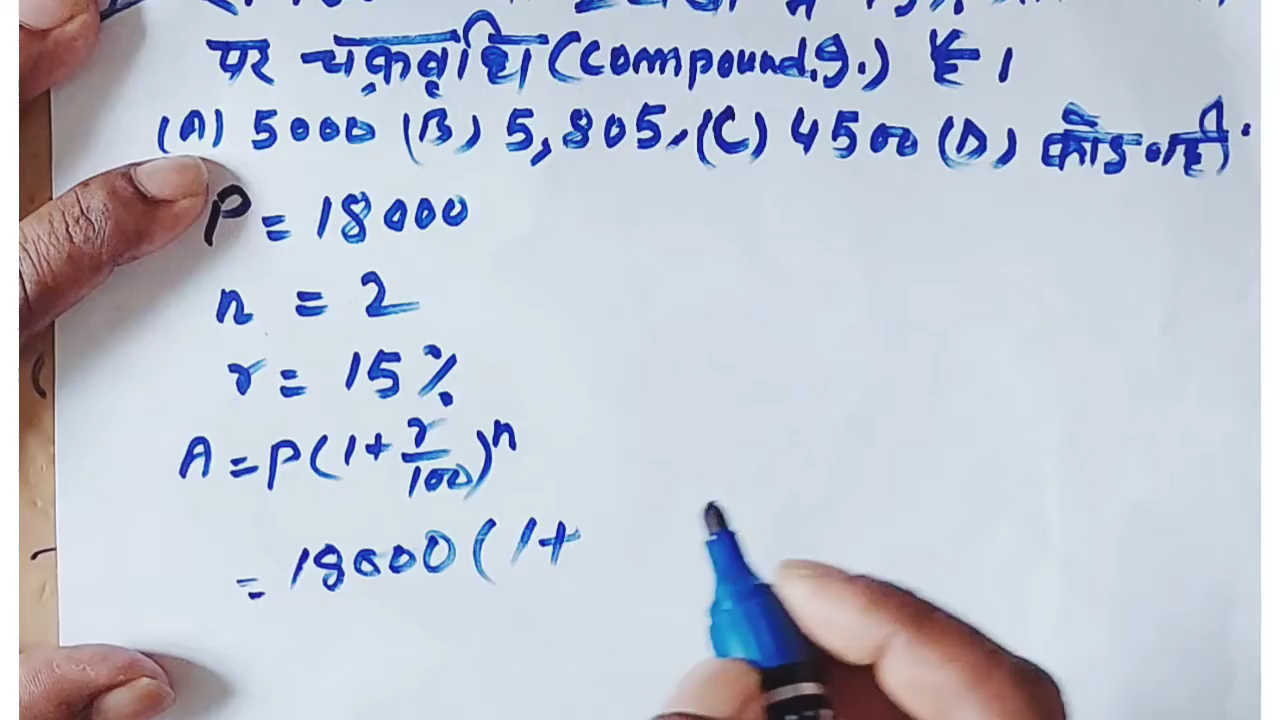 पर चक्रवृधि (compound.g.) है।
(A) 5000 (B) 5,805, (C) 4500 (D) कोई नहीं.
P = 18000
n = 2
r = 15%
A = P(1+r/100)^n
= 18000(1+